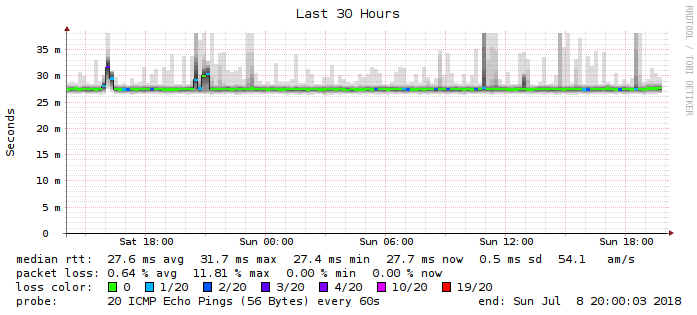 Last 30 Hours
RRDTOOL / TOBI OETIKER
Seconds
35 m
30 m
25 m
20 m
15 m
10 m
5 m
0
Sat 18:00 Sun 00:00 Sun 06:00 Sun 12:00 Sun 18:00
median rtt: 27.6 ms avg 31.7 ms max 27.4 ms min 27.7 ms now 0.5 ms sd 54.1 am/s
packet loss: 0.64 % avg 11.81 % max 0.00 % min 0.00 % now
loss color: 0 1/20 2/20 3/20 4/20 10/20 19/20
probe: 20 ICMP Echo Pings (56 Bytes) every 60s end: Sun Jul 8 20:00:03 2018